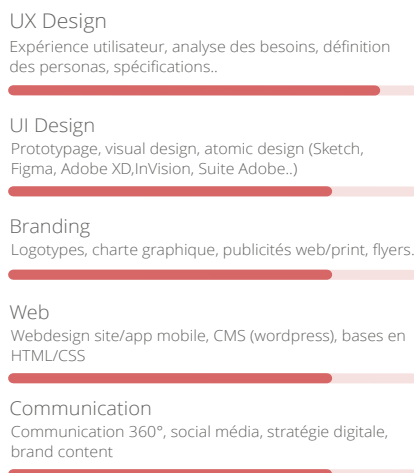 UX Design
Expérience utilisateur, analyse des besoins, définition
des personas, spécifications..
UI Design
Prototypage, visual design, atomic design (Sketch,
Figma, Adobe XD,InVision, Suite Adobe..)
Branding
Logotypes, charte graphique, publicités web/print, flyers.
Web
Webdesign site/app mobile, CMS (wordpress), bases en
HTML/CSS
Communication
Communication 360°, social média, stratégie digitale,
brand content